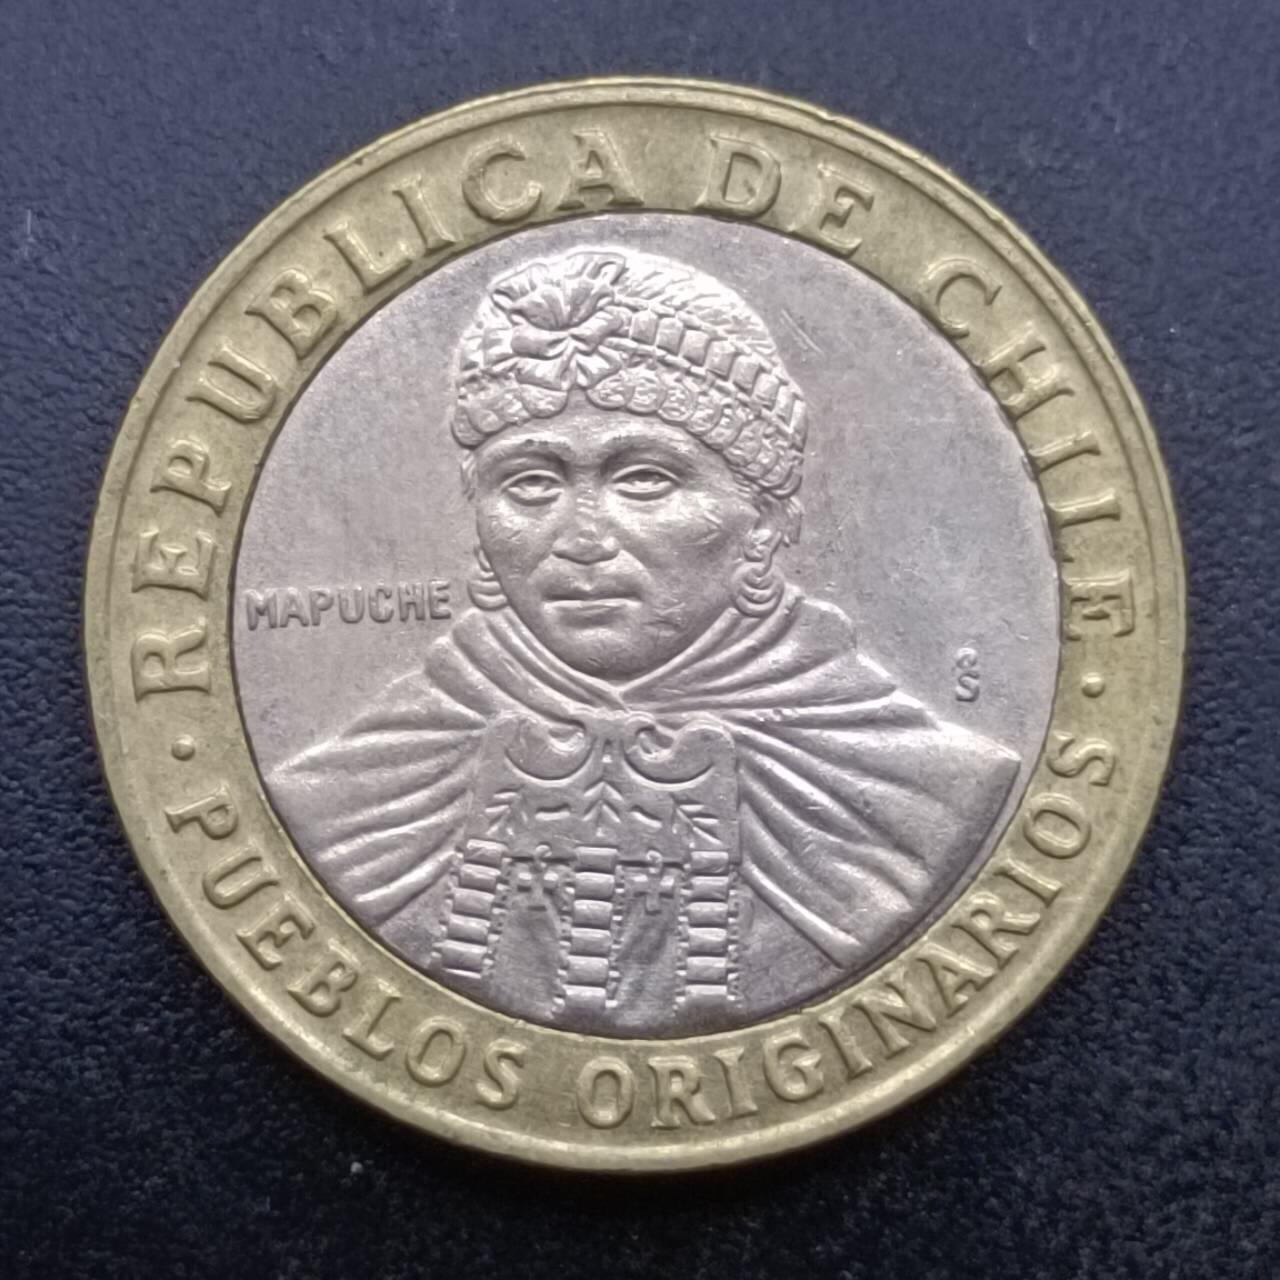 REPUBLICA DE CHILE
MAPUCHE
S
· PUEBLOS ORIGINARIOS ·